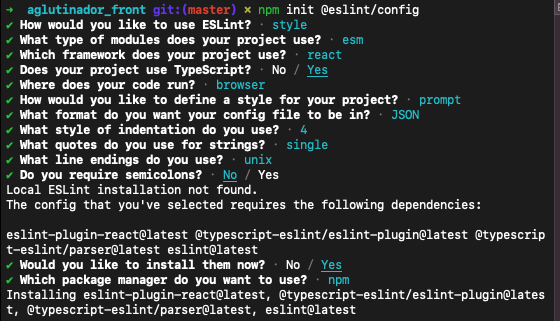 ➜ aglutinador_front git:(master) × npm init @eslint/config
✔ How would you like to use ESLint? · style
✔ What type of modules does your project use? · esm
✔ Which framework does your project use? · react
✔ Does your project use TypeScript? · No / Yes
✔ Where does your code run? · browser
✔ How would you like to define a style for your project? · prompt
✔ What format do you want your config file to be in? · JSON
✔ What style of indentation do you use? · 4
✔ What quotes do you use for strings? · single
✔ What line endings do you use? · unix
✔ Do you require semicolons? · No / Yes
Local ESLint installation not found.
The config that you've selected requires the following dependencies:

eslint-plugin-react@latest @typescript-eslint/eslint-plugin@latest @typescrip
t-eslint/parser@latest eslint@latest
✔ Would you like to install them now? · No / Yes
✔ Which package manager do you want to use? · npm
Installing eslint-plugin-react@latest, @typescript-eslint/eslint-plugin@lates
t, @typescript-eslint/parser@latest, eslint@latest